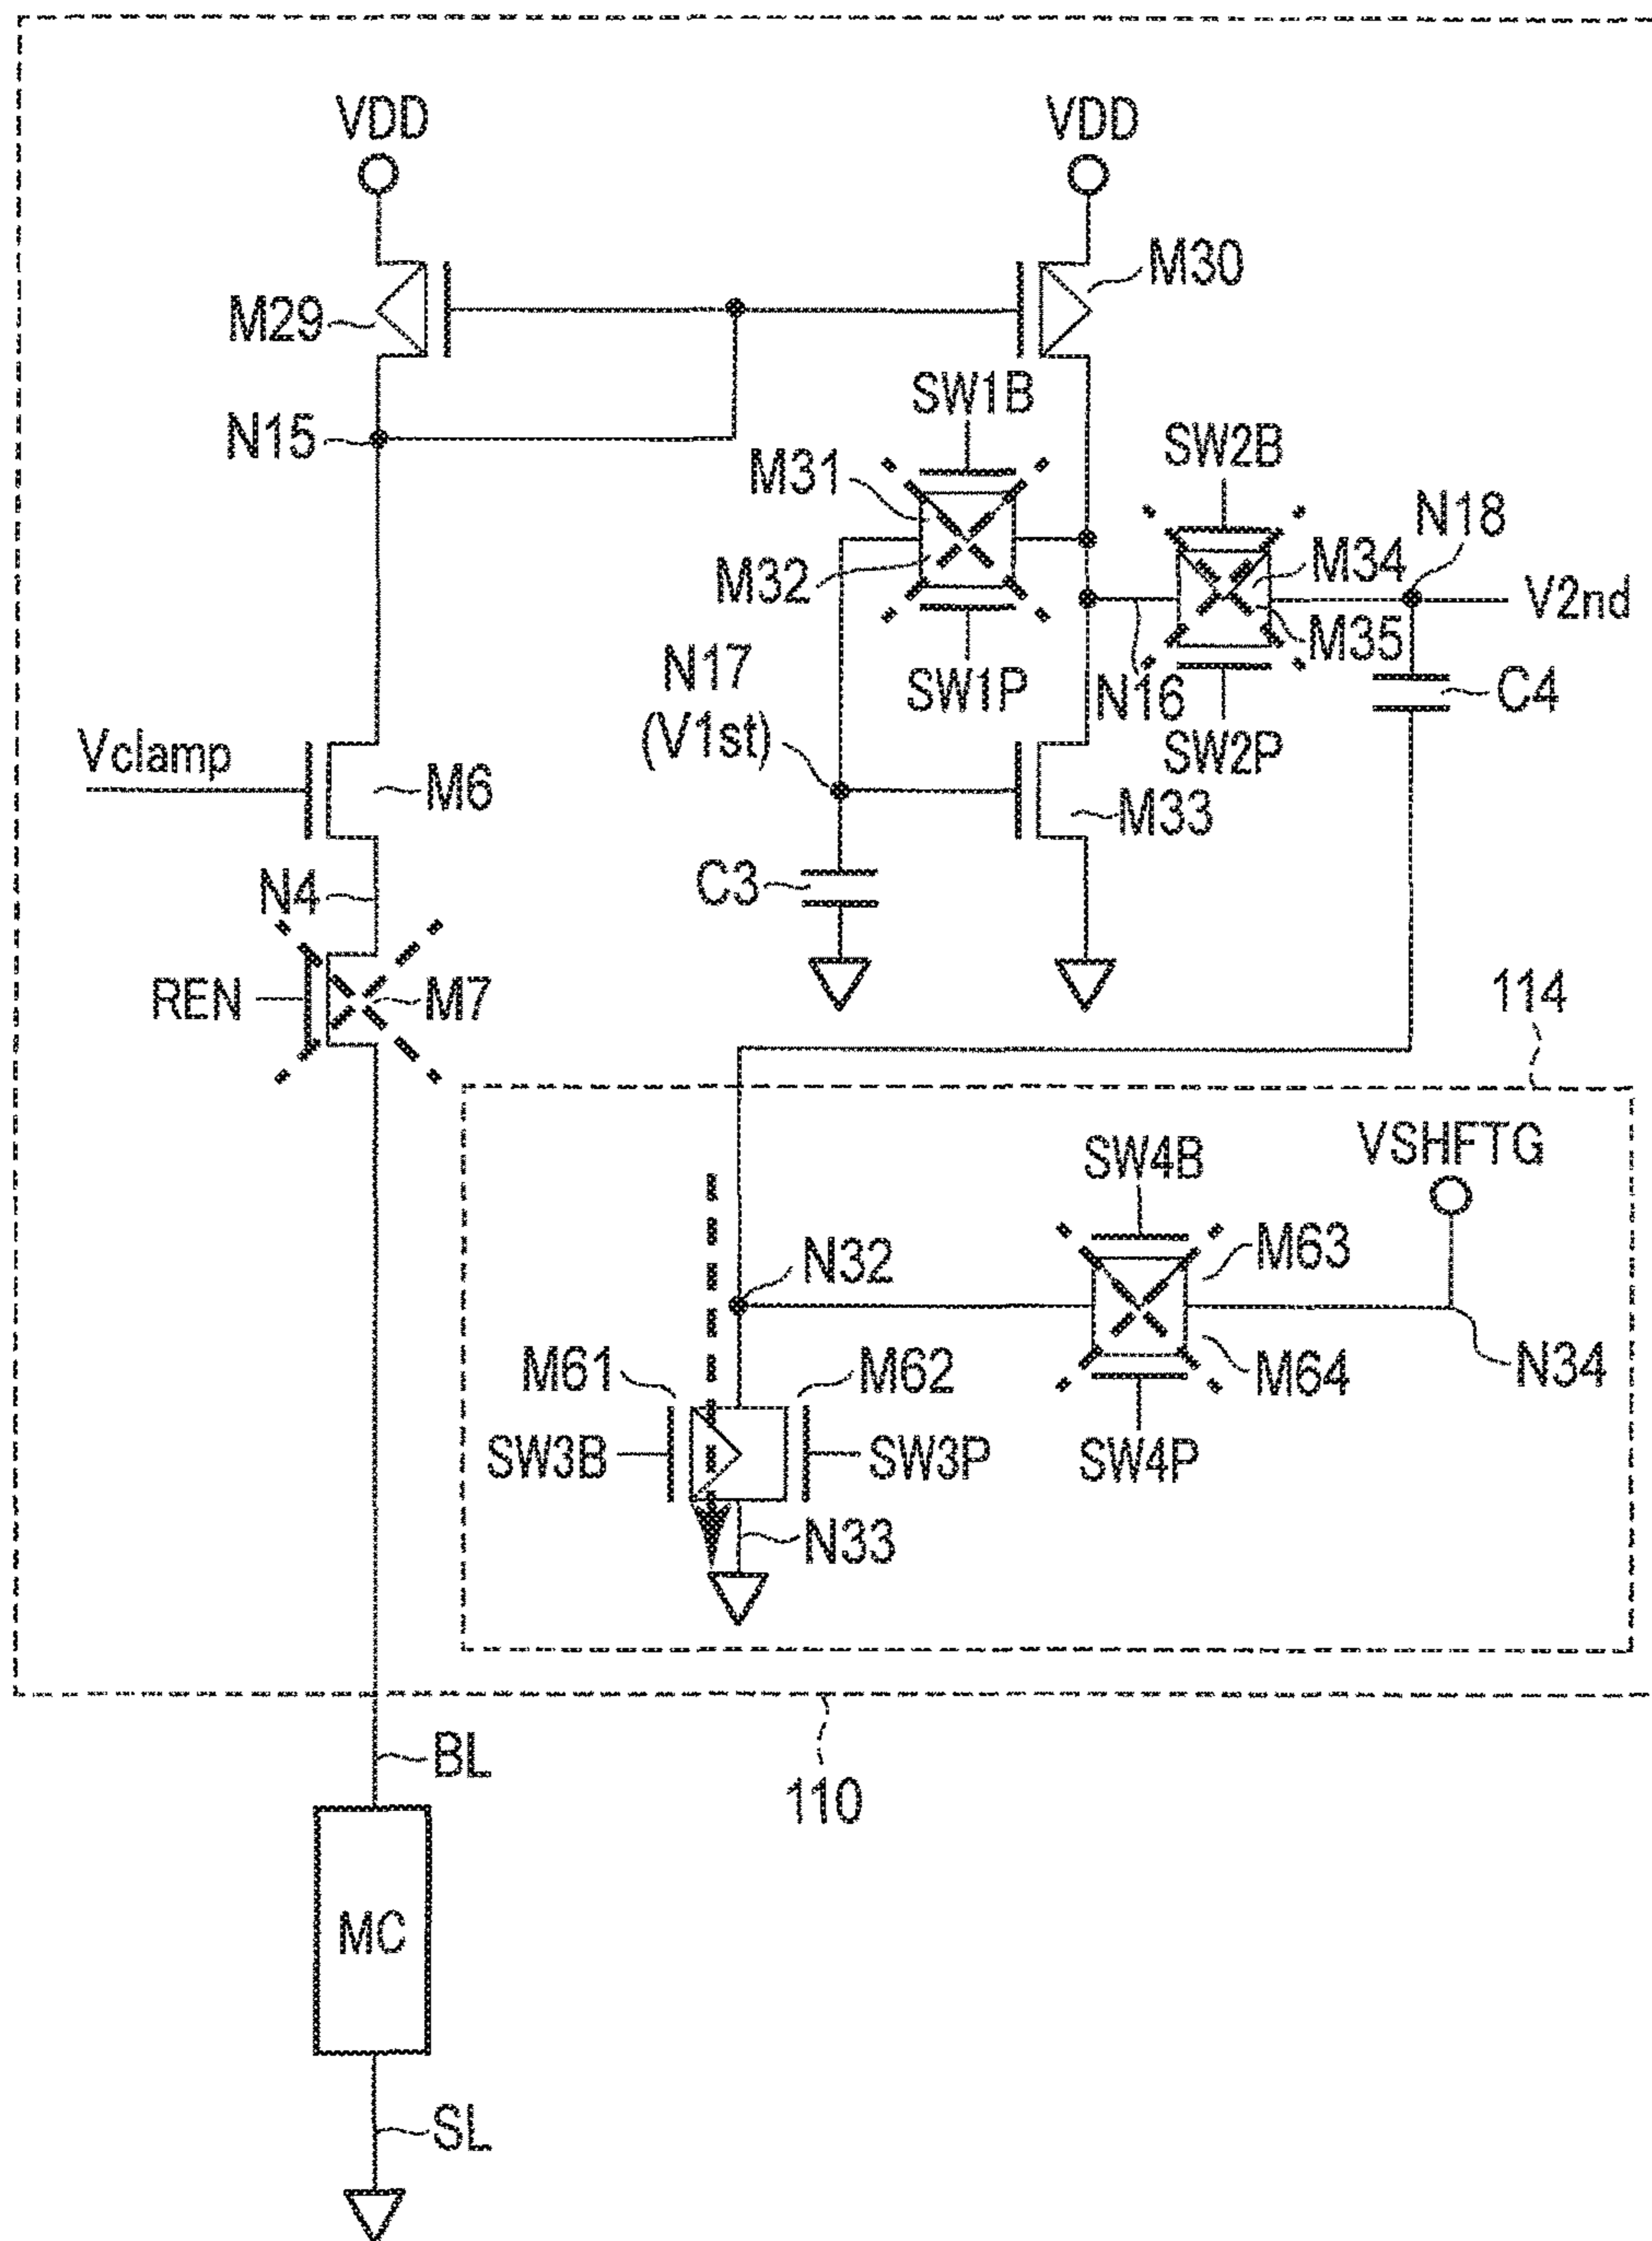 VDD
VDD
M29
M30
N15
SW1B
M31
M32
SW1P
SW2B
M34
M35
N18
V2nd
N16
SW2P
C4
N17
(V1st)
Vclamp
M6
M33
C3
N4
REN
M7
114
SW4B
VSHFTG
N32
M63
M64
N34
M61
M62
SW3B
SW3P
SW4P
N33
BL
110
MC
SL